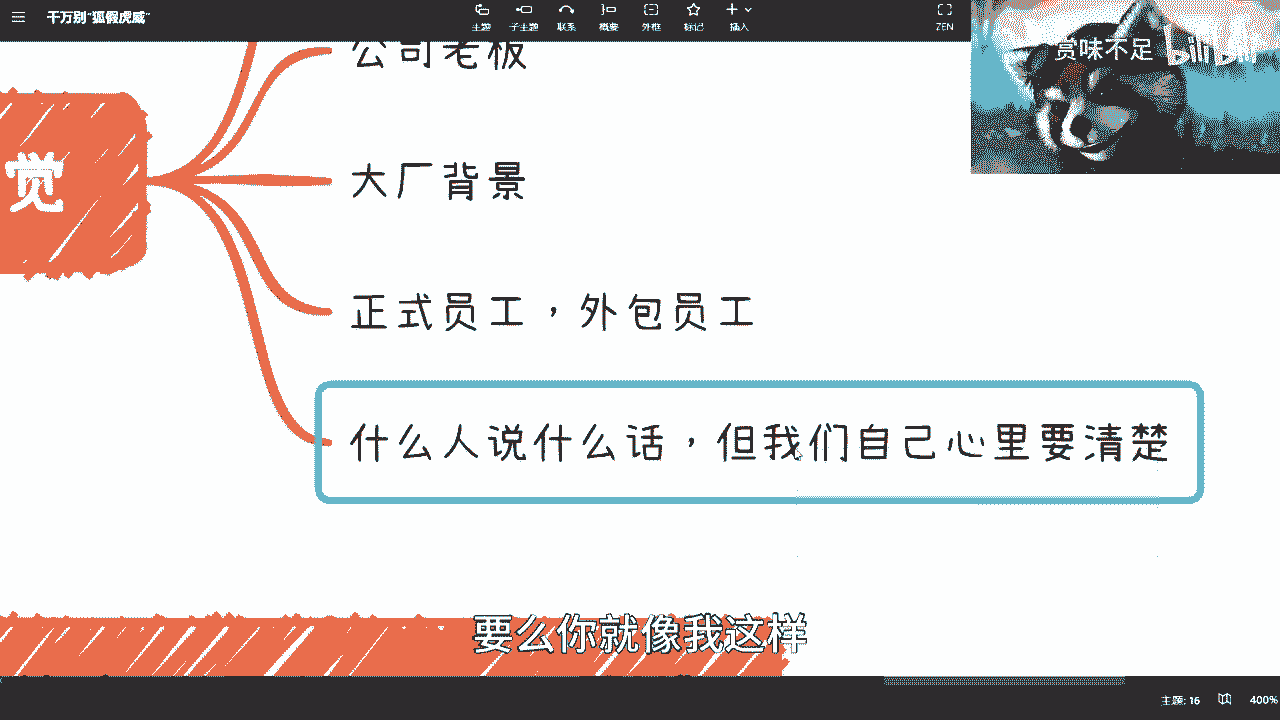 千万别“狐假虎威”
主题
子主题
联系
概要
外框
标记
插入
ZEN
赏味不足
bilibili
公司老板
觉
大厂背景
正式员工，外包员工
什么人说什么话，但我们自己心里要清楚
要么你就像我这样
主题: 16
400%